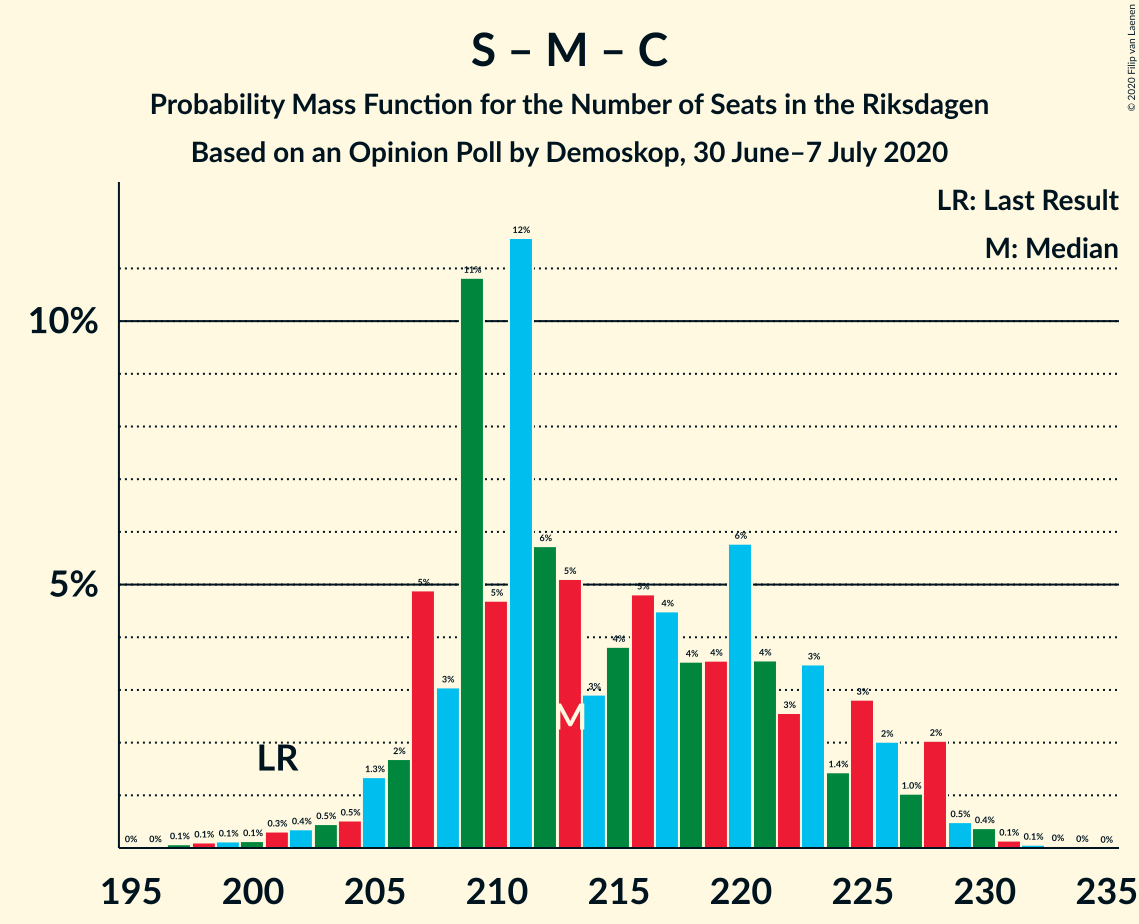 S – M – C
Probability Mass Function for the Number of Seats in the Riksdagen
Based on an Opinion Poll by Demoskop, 30 June–7 July 2020
© 2020 Filip van Laenen
LR: Last Result
M: Median
10%
5%
0% 0% 0.1% 0.1% 0.1% 0.1% 0.3% 0.4% 0.5% 0.5% 1.3% 2% 5% 3% 11% 5% 12% 6% 5% 3% 4% 5% 4% 4% 4% 6% 4% 3% 3% 1.4% 3% 2% 1.0% 2% 0.5% 0.4% 0.1% 0.1% 0% 0% 0%
LR
M
195 200 205 210 215 220 225 230 235